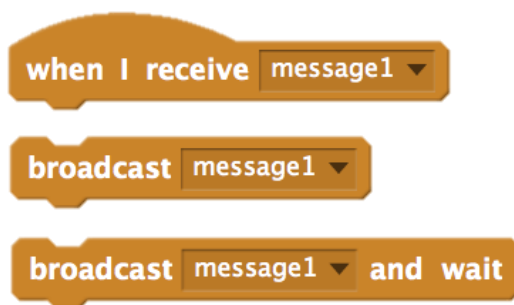 when I receive message1
broadcast message1
broadcast message1 and wait